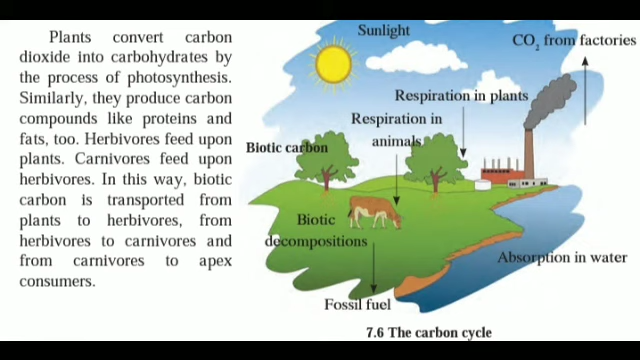 Plants convert carbon
dioxide into carbohydrates by
the process of photosynthesis.
Similarly, they produce carbon
compounds like proteins and
fats, too. Herbivores feed upon
plants. Carnivores feed upon
herbivores. In this way, biotic
carbon is transported from
plants to herbivores, from
herbivores to carnivores and
from carnivores to apex
consumers.
Sunlight
CO₂ from factories
Respiration in plants
Respiration in
animals
Biotic carbon
Biotic
decompositions
Absorption in water
Fossil fuel
7.6 The carbon cycle